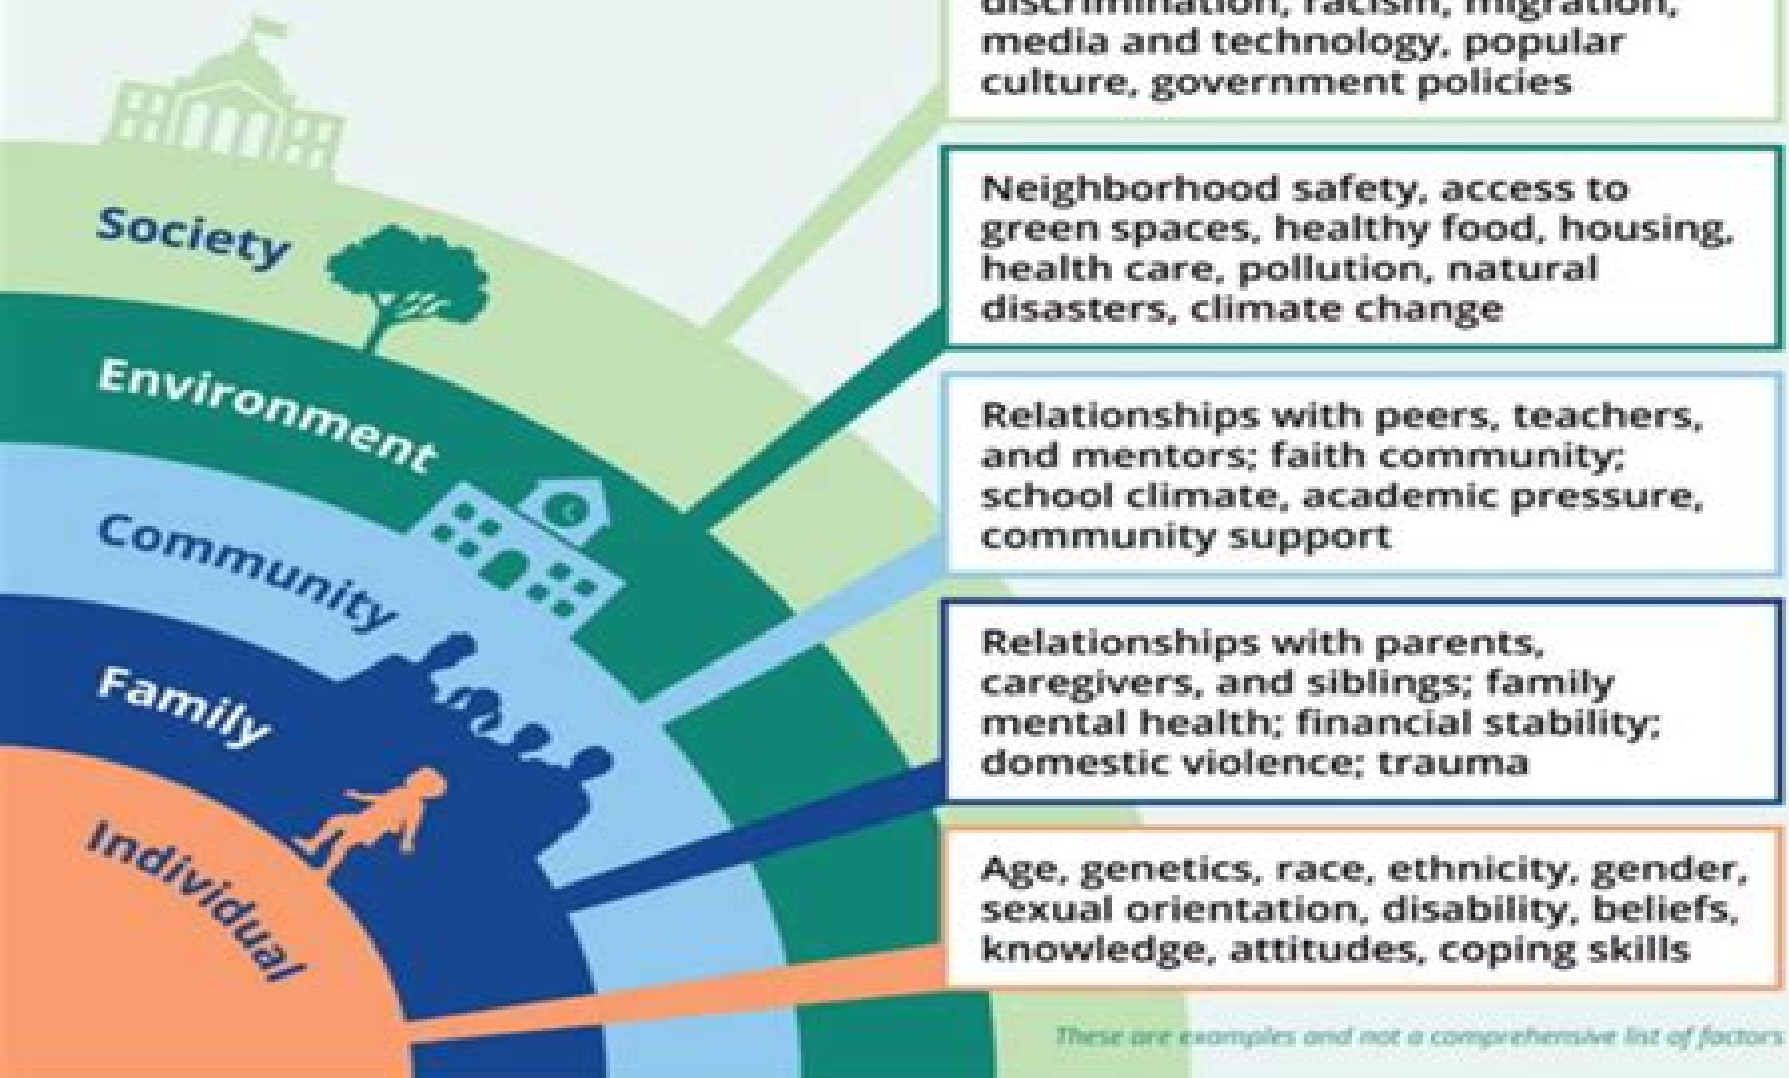 discrimination, racism, migration,
media and technology, popular
culture, government policies
Society
Neighborhood safety, access to
green spaces, healthy food, housing,
health care, pollution, natural
disasters, climate change
Environment
Relationships with peers, teachers,
and mentors; faith community;
school climate, academic pressure,
community support
Community
Relationships with parents,
caregivers, and siblings; family
mental health; financial stability;
domestic violence; trauma
Family
Age, genetics, race, ethnicity, gender,
sexual orientation, disability, beliefs,
knowledge, attitudes, coping skills
Individual
These are examples and not a comprehensive list of factors